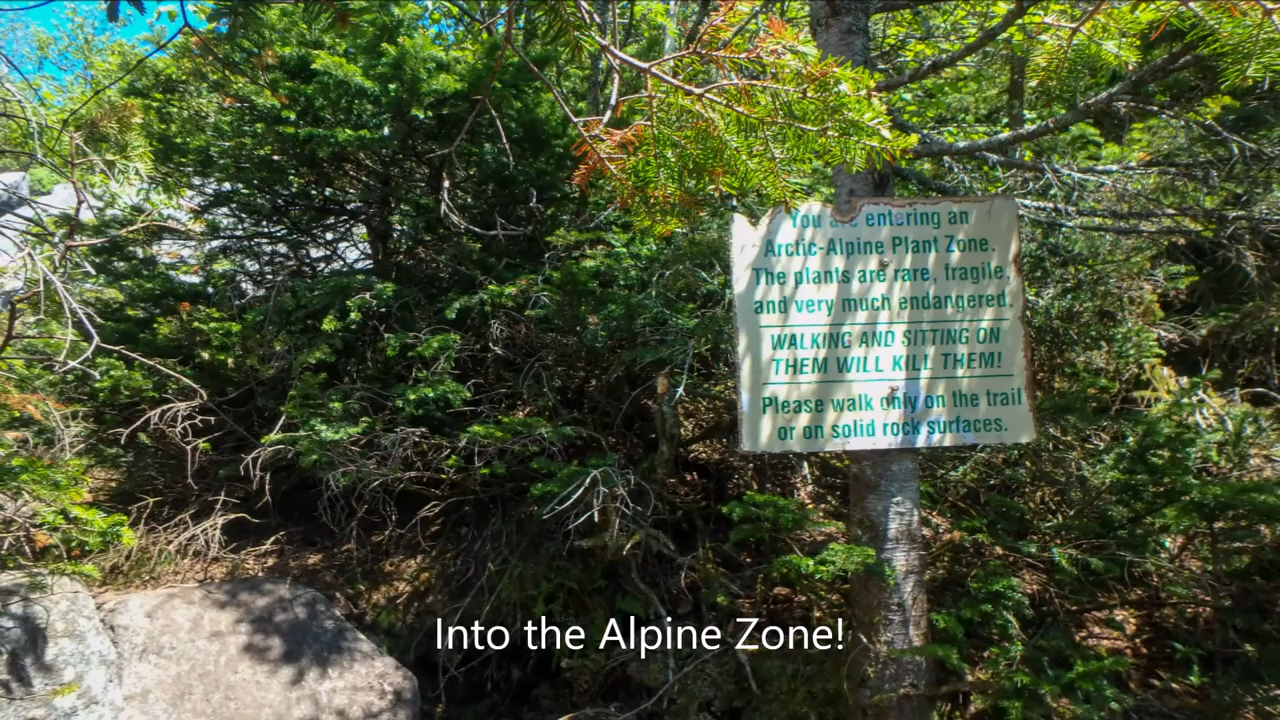 You are entering an
Arctic-Alpine Plant Zone.
The plants are rare, fragile,
and very much endangered.
WALKING AND SITTING ON
THEM WILL KILL THEM!
Please walk only on the trail
or on solid rock surfaces.
Into the Alpine Zone!